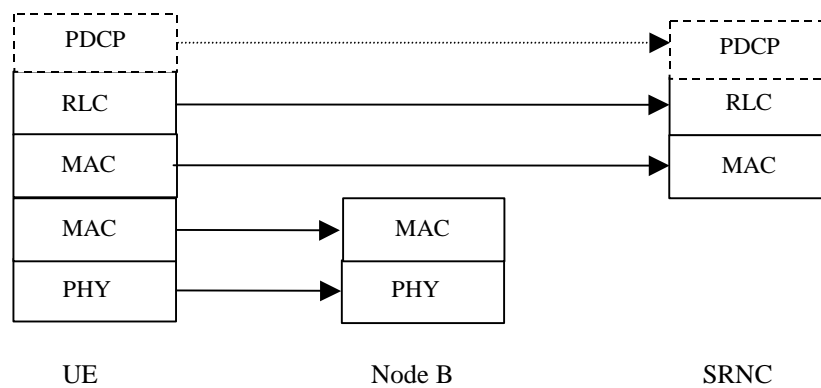 PDCP
PDCP
RLC
RLC
MAC
MAC
MAC
MAC
PHY
PHY
UE
Node B
SRNC